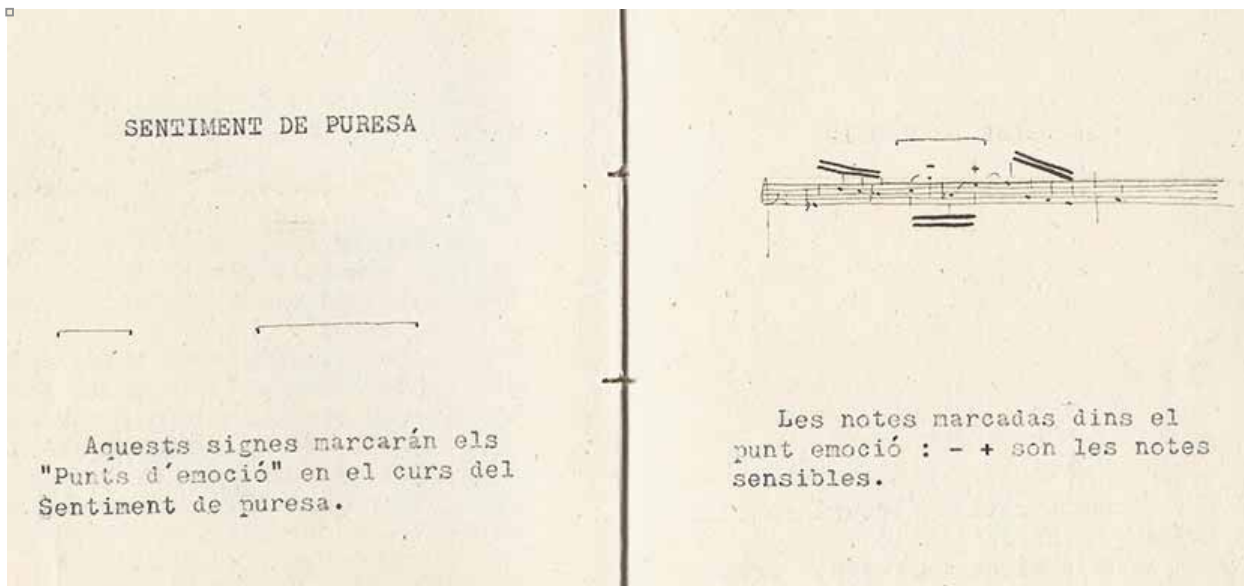 SENTIMENT DE PURESA
Aquests signes marcarán els
"Punts d´emoció" en el curs del
Sentiment de puresa.
- +
Les notes marcadas dins el
punt emoció : - + son les notes
sensibles.